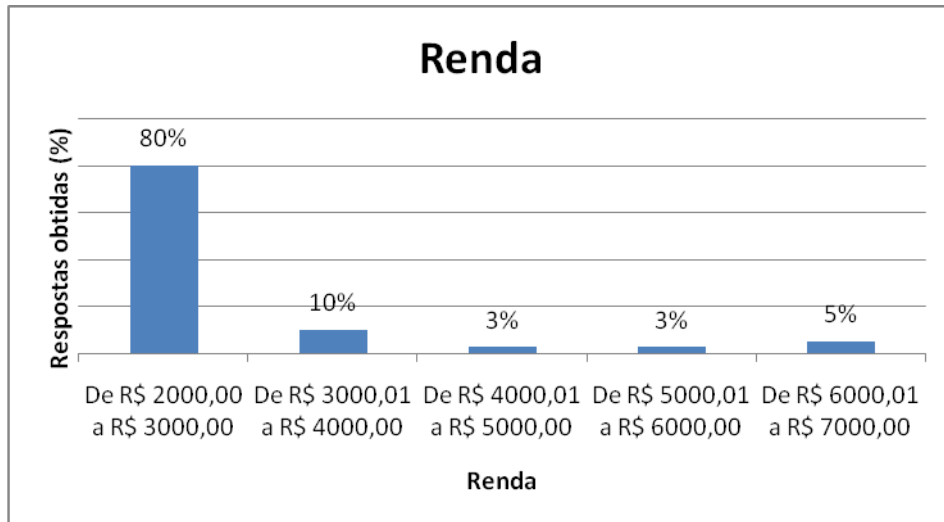 Renda
Respostas obtidas (%)
80%
10%
3%
3%
5%
De R$ 2000,00
a R$ 3000,00
De R$ 3000,01
a R$ 4000,00
De R$ 4000,01
a R$ 5000,00
De R$ 5000,01
a R$ 6000,00
De R$ 6000,01
a R$ 7000,00
Renda